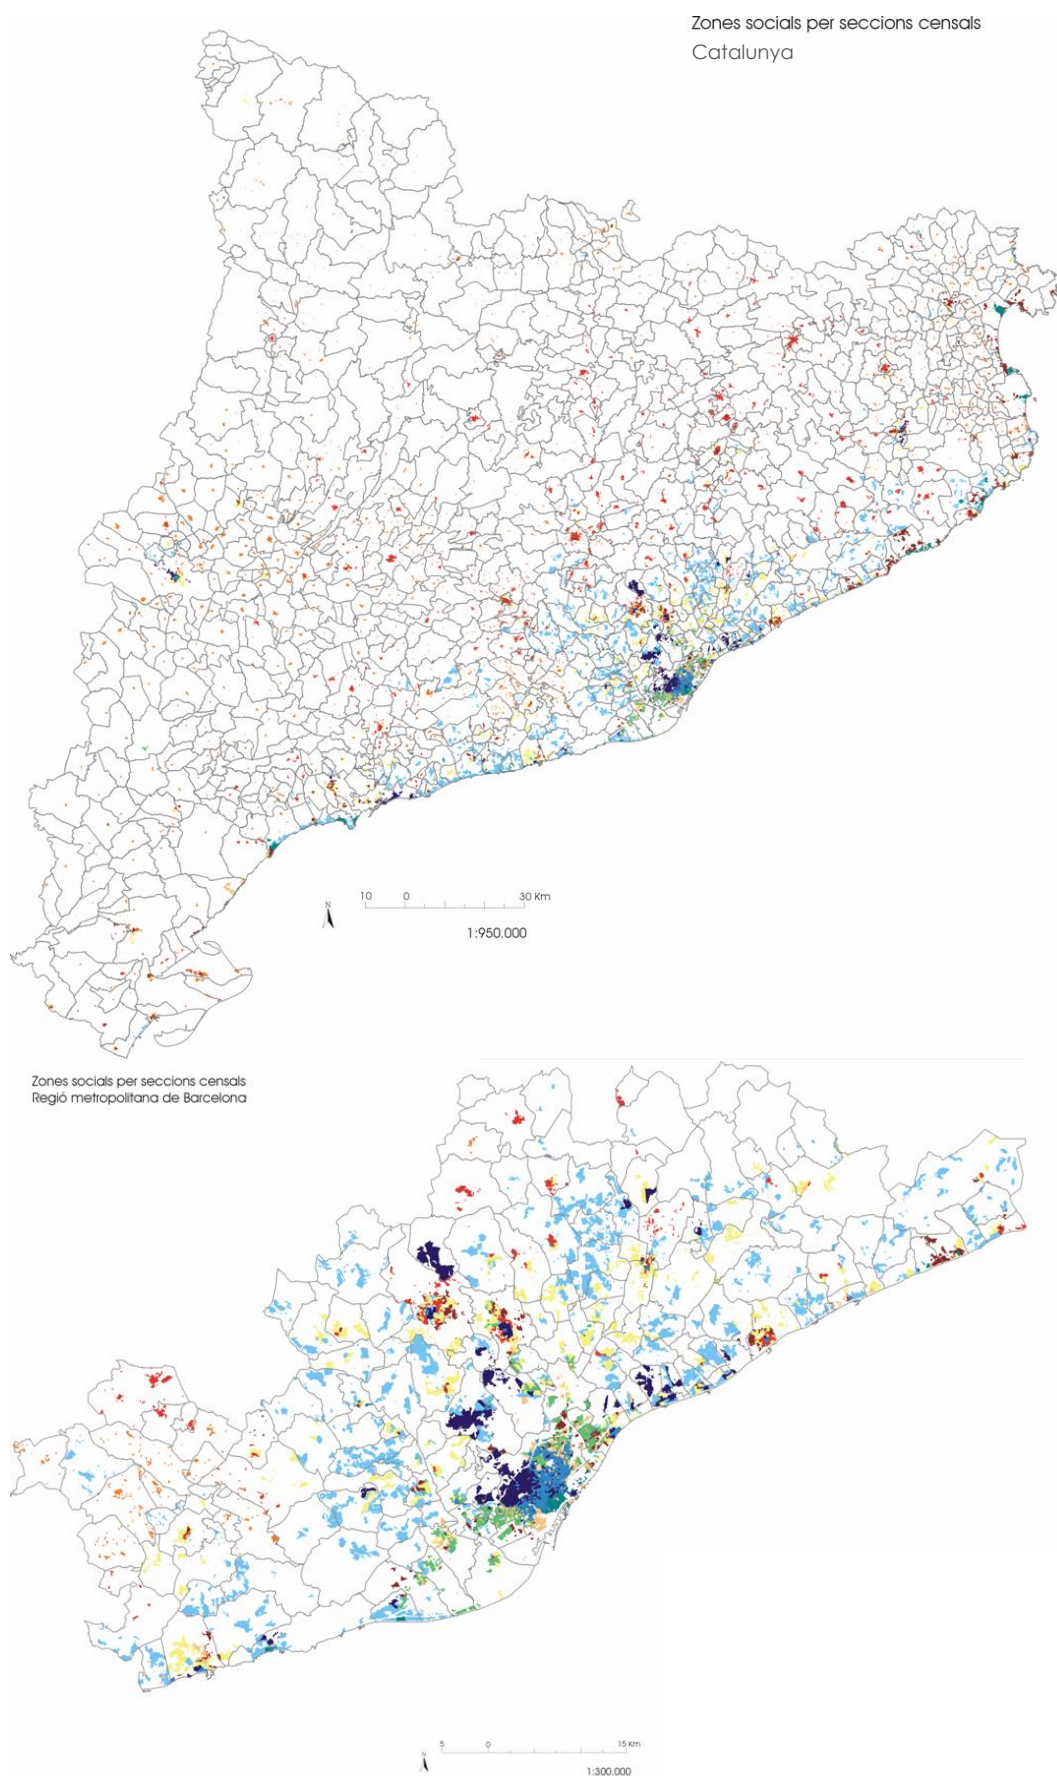 Zones socials per seccions censals
Catalunya
10 0 30 Km
N
1:950.000
Zones socials per seccions censals
Regió metropolitana de Barcelona
5 0 15 Km
N
1:300.000